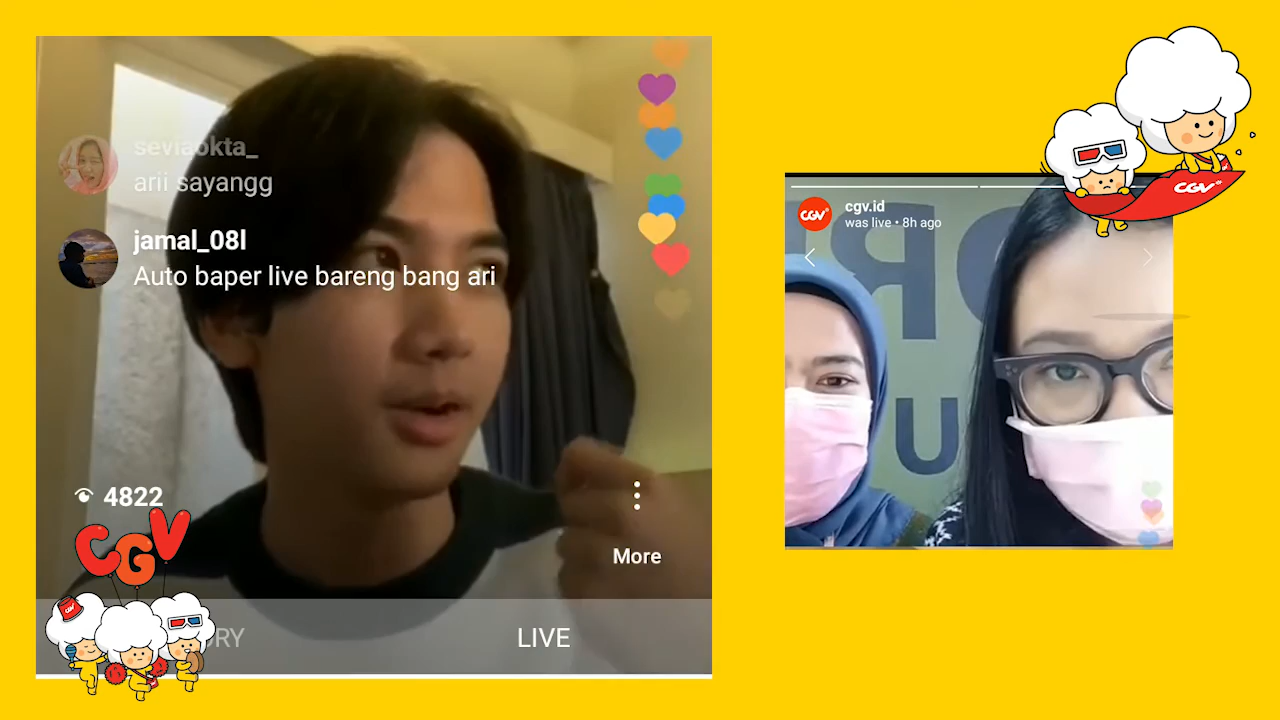 seviaokta_
arii sayangg
jamal_08l
Auto baper live bareng bang ari
4822
CGV
More
LIVE
CGV
CGV
cgv.id
was live • 8h ago